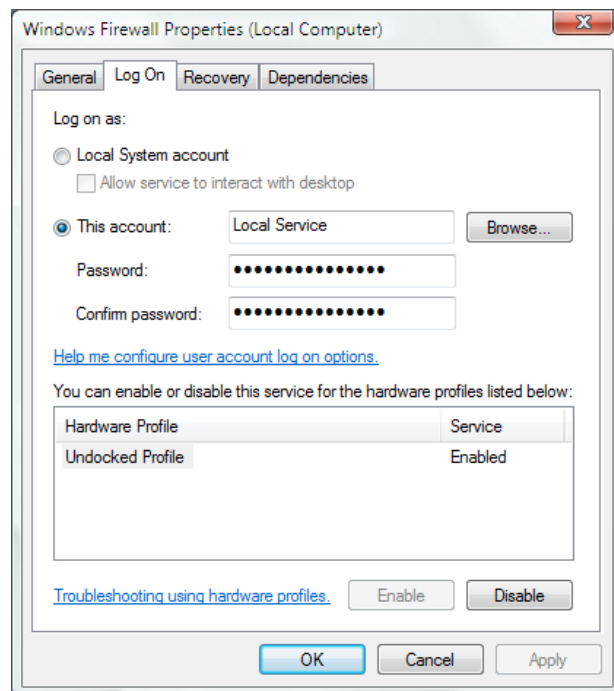 Windows Firewall Properties (Local Computer)
General Log On Recovery Dependencies
Log on as:
Local System account
Allow service to interact with desktop
This account: Local Service Browse...
Password: •••••••••••••••
Confirm password: •••••••••••••••
Help me configure user account log on options.
You can enable or disable this service for the hardware profiles listed below:
Hardware Profile Service
Undocked Profile Enabled
Troubleshooting using hardware profiles. Enable Disable
OK Cancel Apply